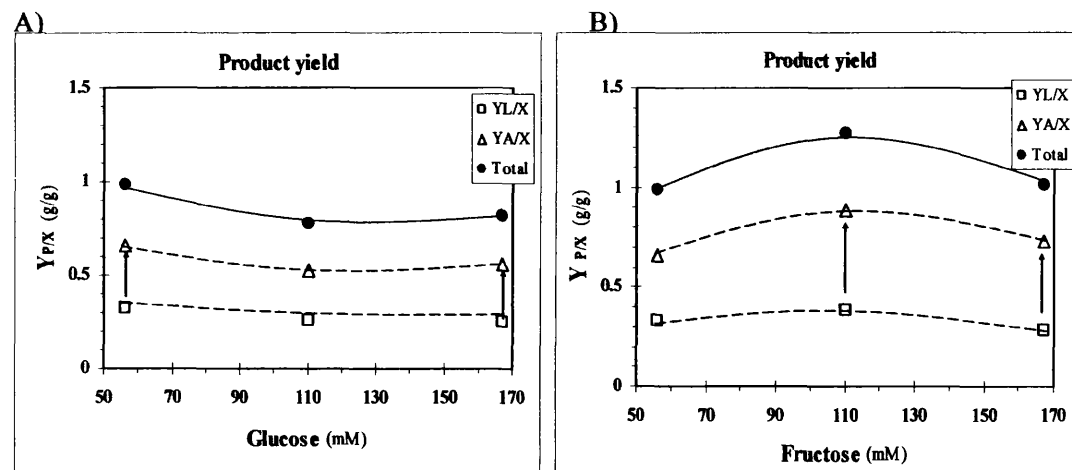 A)
Product yield
1.5
1
0.5
0
Y P/X (g/g)
YL/X
YA/X
Total
50 70 90 110 130 150 170
Glucose (mM)
B)
Product yield
1.5
1
0.5
0
Y P/X (g/g)
YL/X
YA/X
Total
50 70 90 110 130 150 170
Fructose (mM)